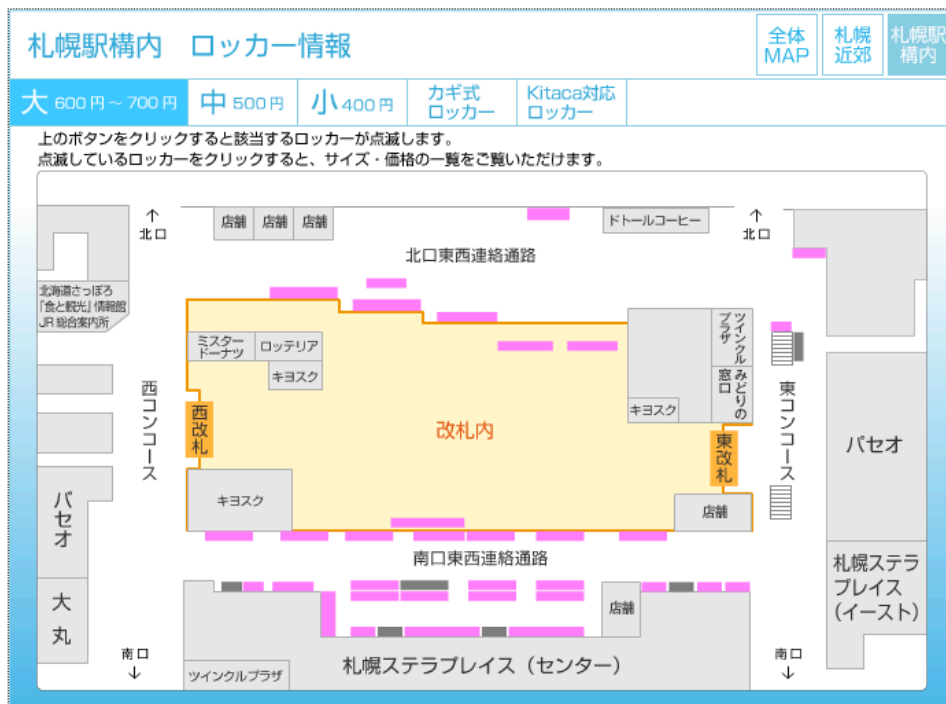 札幌駅構内 ロッカー情報
全体
MAP
札幌
近郊
札幌駅
構内
大 600円～700円
中 500円
小 400円
カギ式
ロッカー
Kitaca対応
ロッカー
上のボタンをクリックすると該当するロッカーが点滅します。
点滅しているロッカーをクリックすると、サイズ・価格の一覧をご覧いただけます。
↑
北口
店舗
店舗
店舗
ドトールコーヒー
↑
北口
北口東西連絡通路
北海道さっぽろ
「食と観光」情報館
JR総合案内所
ミスター
ドーナツ
ロッテリア
キヨスク
ツインクル
プラザ
みどりの
窓口
キヨスク
西コンコース
西改札
改札内
東改札
東コンコース
パセオ
キヨスク
店舗
パセオ
南口東西連絡通路
札幌ステラ
プレイス
（イースト）
大丸
店舗
南口
↓
ツインクルプラザ
札幌ステラプレイス（センター）
南口
↓